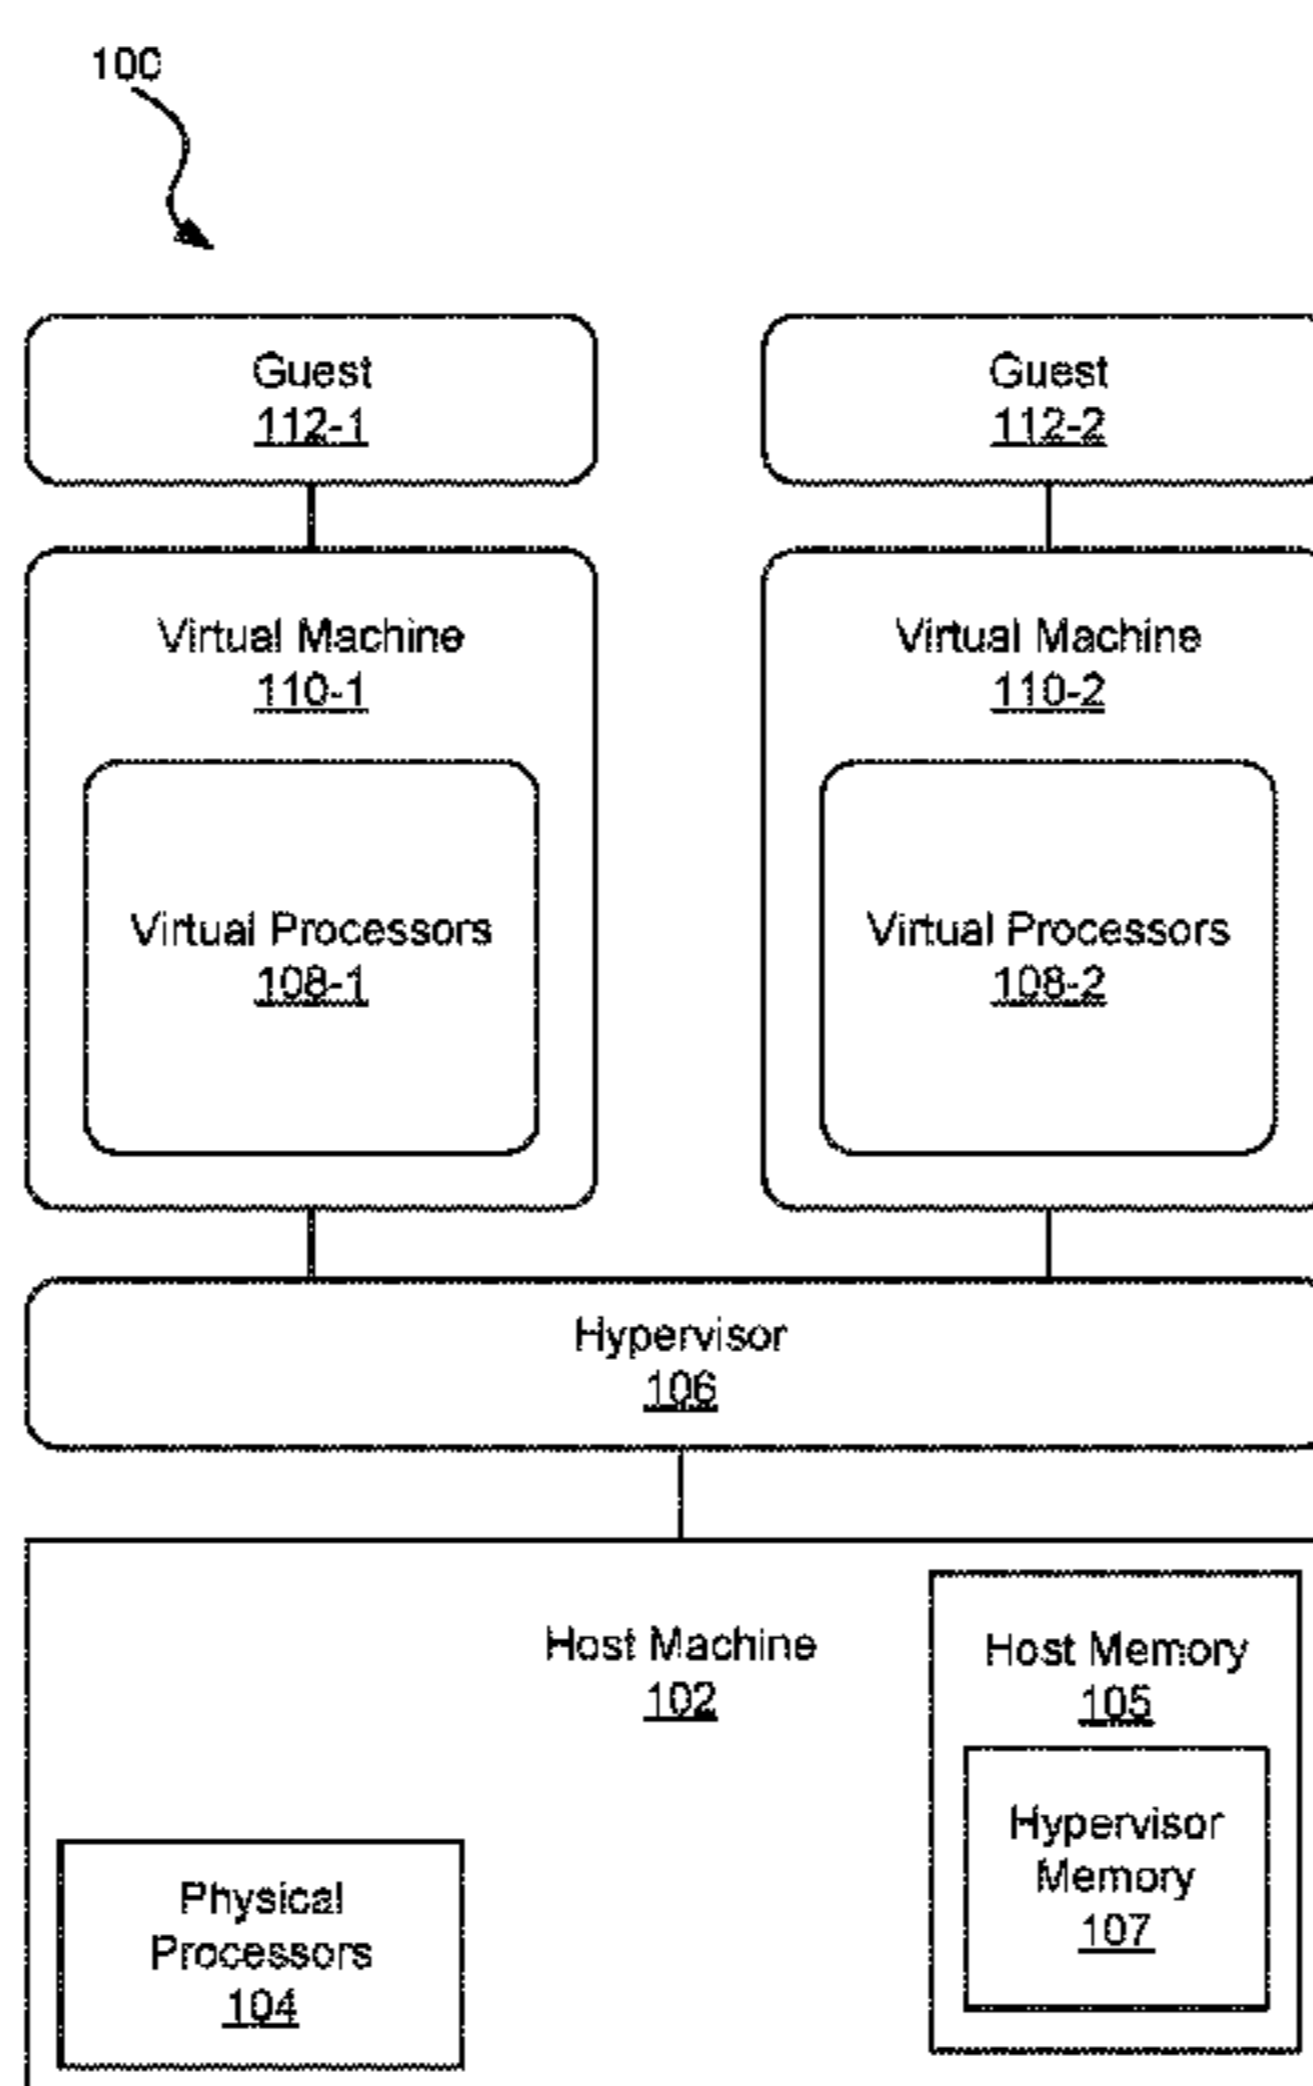 100
Guest
112-1
Guest
112-2
Virtual Machine
110-1
Virtual Machine
110-2
Virtual Processors
108-1
Virtual Processors
108-2
Hypervisor
106
Host Machine
102
Host Memory
105
Hypervisor
Memory
107
Physical
Processors
104